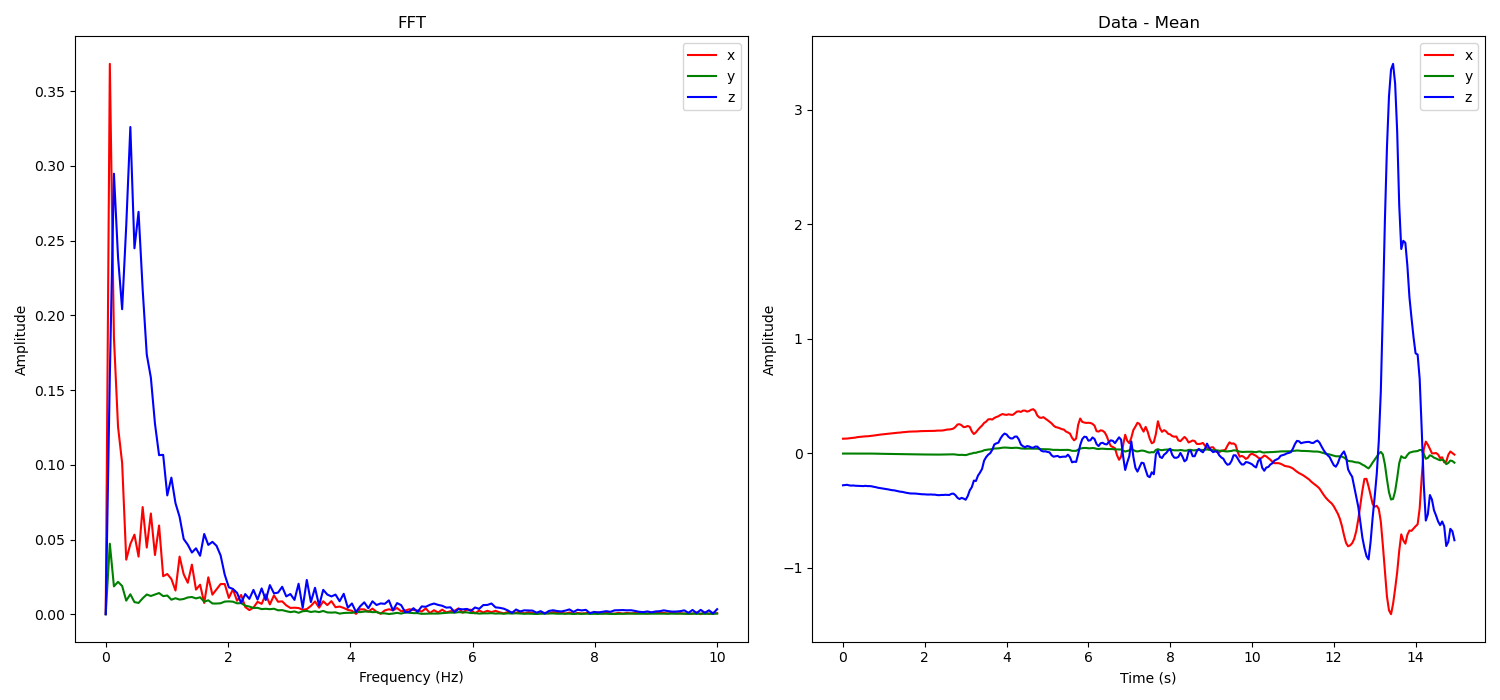 FFT
x
y
z
0.35
0.30
0.25
0.20
0.15
0.10
0.05
0.00
Amplitude
0 2 4 6 8 10
Frequency (Hz)
Data - Mean
x
y
z
3
2
1
0
−1
Amplitude
0 2 4 6 8 10 12 14
Time (s)